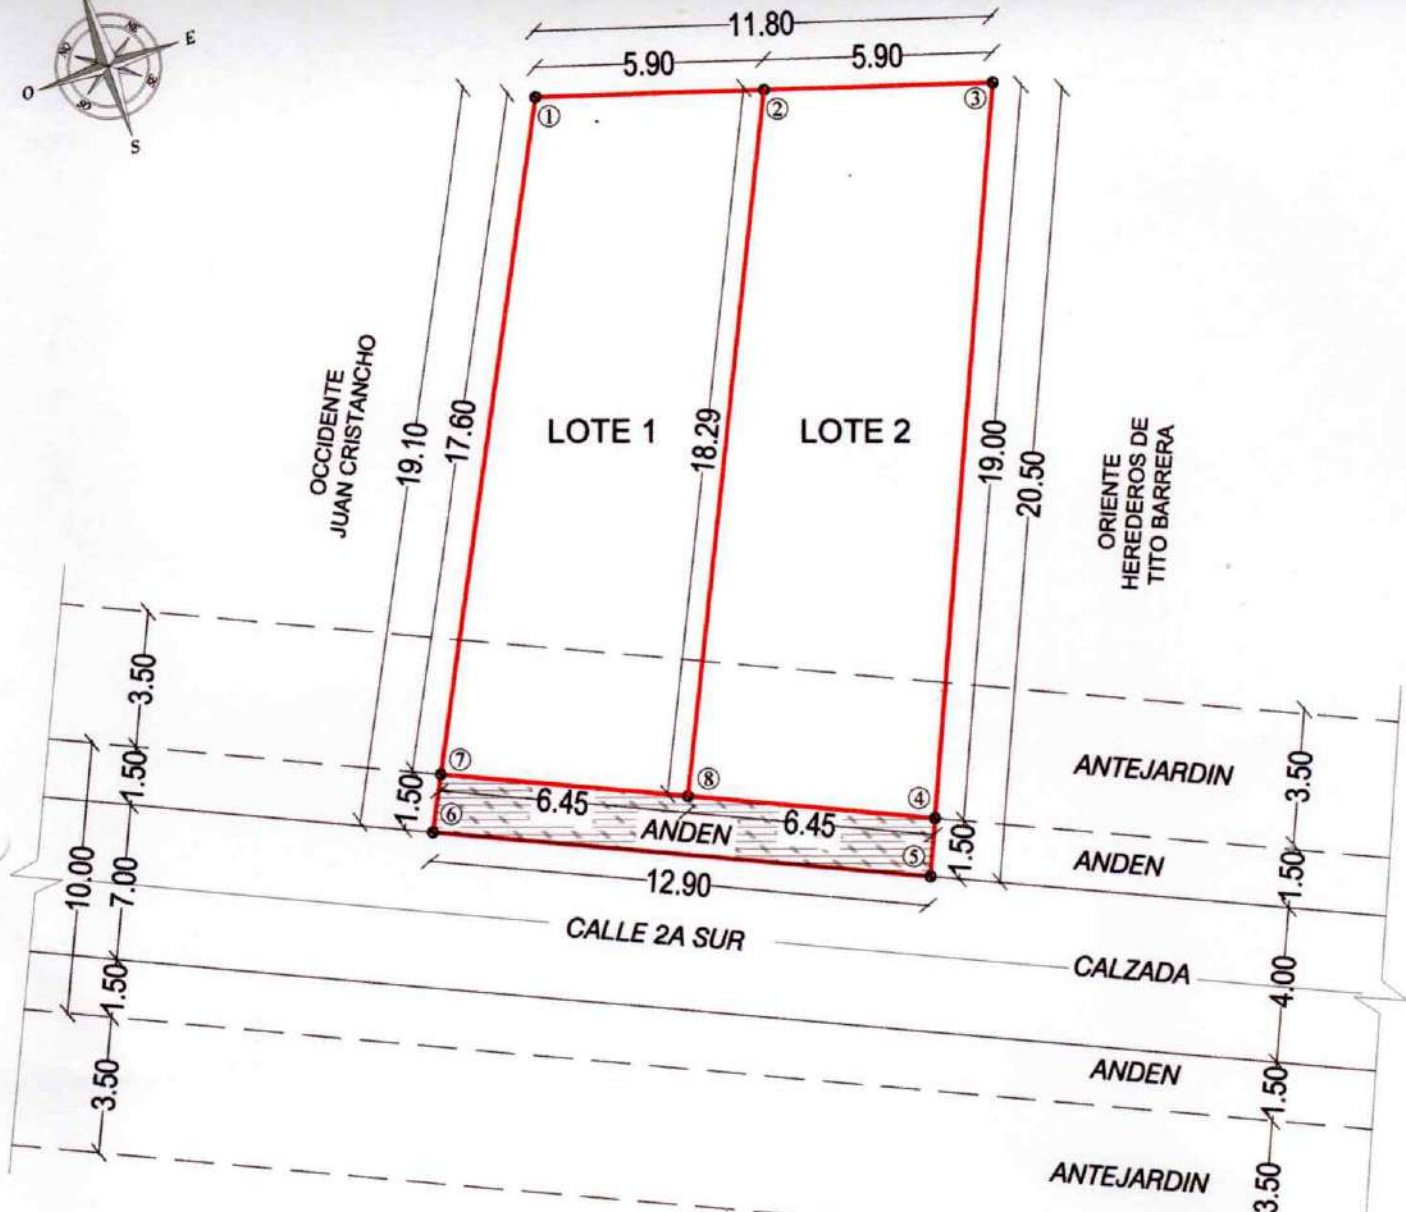 E
O
S
NE
SE
SO
NO
11.80
5.90
5.90
①
②
③
OCCIDENTE
JUAN CRISTANCHO
19.10
17.60
LOTE 1
18.29
LOTE 2
19.00
20.50
ORIENTE
HEREDEROS DE
TITO BARRERA
3.50
1.50
10.00
7.00
1.50
3.50
1.50
⑦
⑥
⑧
④
⑤
6.45
ANDEN
6.45
1.50
12.90
CALLE 2A SUR
ANTEJARDIN
3.50
ANDEN
1.50
CALZADA
4.00
ANDEN
1.50
ANTEJARDIN
3.50